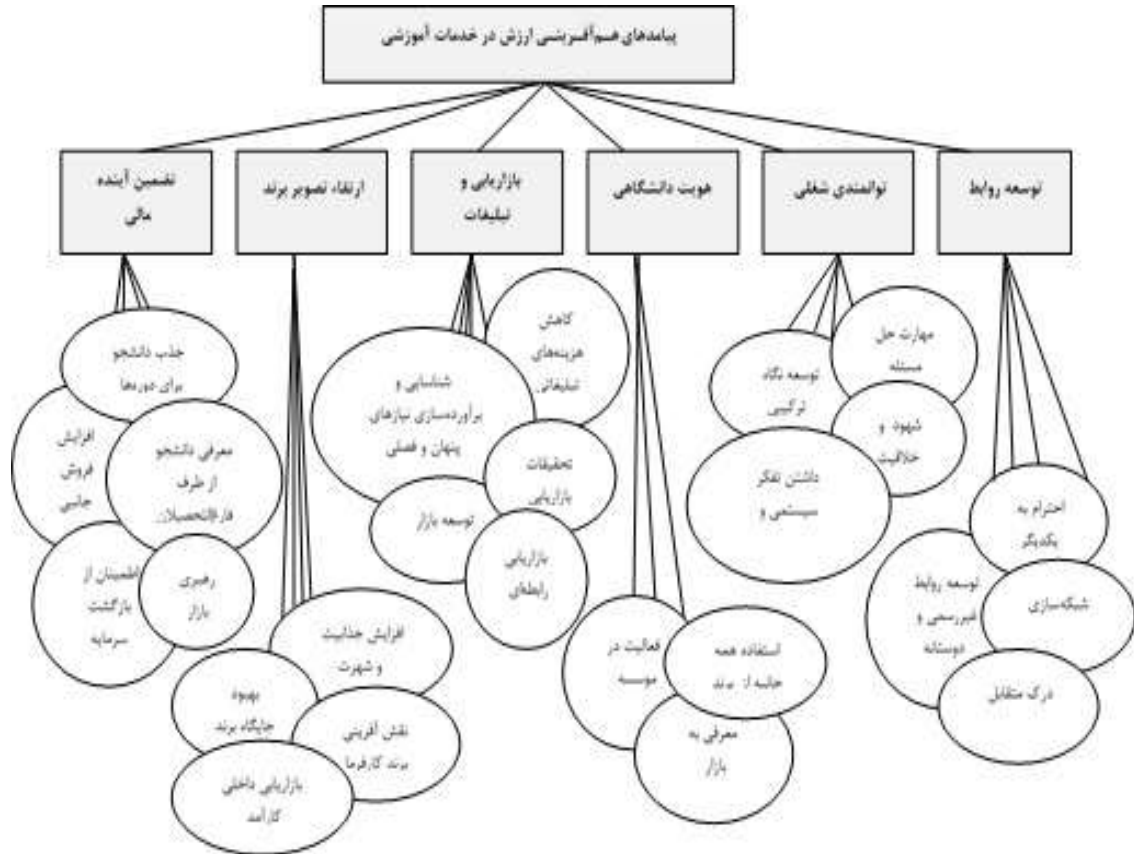 پیامدهای هم‌آفرینی ارزش در خدمات آموزشی
توسعه روابط
توانمندی شغلی
هویت دانشگاهی
بازاریابی و
تبلیغات
ارتقاء تصویر برند
تضمین آینده
مالی
احترام به
یکدیگر
توسعه روابط
غیررسمی و
دوستانه
شبکه‌سازی
درک متقابل
مهارت حل
مسئله
توسعه نگاه
ترکیبی
شهود و
خلاقیت
داشتن تفکر
سیستمی و
فعالیت در
موسسه
استفاده همه
جانبه از برند
معرفی به
بازار
کاهش
هزینه‌های
تبلیغاتی
شناسایی و
برآورده‌سازی نیازهای
پنهان و فصلی
تحقیقات
بازاریابی
توسعه بازار
بازاریابی
رابطه‌ای
افزایش جذابیت
و شهرت
بهبود
جایگاه برند
نقش آفرینی
برند کارفرما
بازاریابی داخلی
کارآمد
جذب دانشجو
برای دوره‌ها
افزایش
فروش
جانبی
معرفی دانشجو
از طرف
فارغ‌التحصیلان
رهبری
بازار
اطمینان از
بازگشت
سرمایه